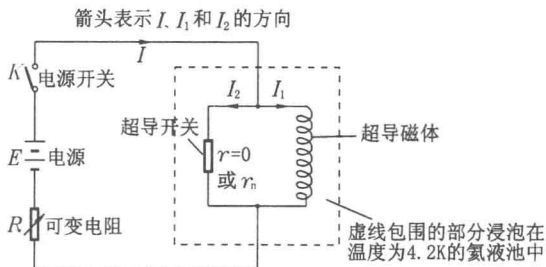 箭头表示I、I₁和I₂的方向
I
K
电源开关
I₂
I₁
超导开关
超导磁体
E
电源
r=0
或rₙ
R
可变电阻
虚线包围的部分浸泡在
温度为4.2K的氦液池中